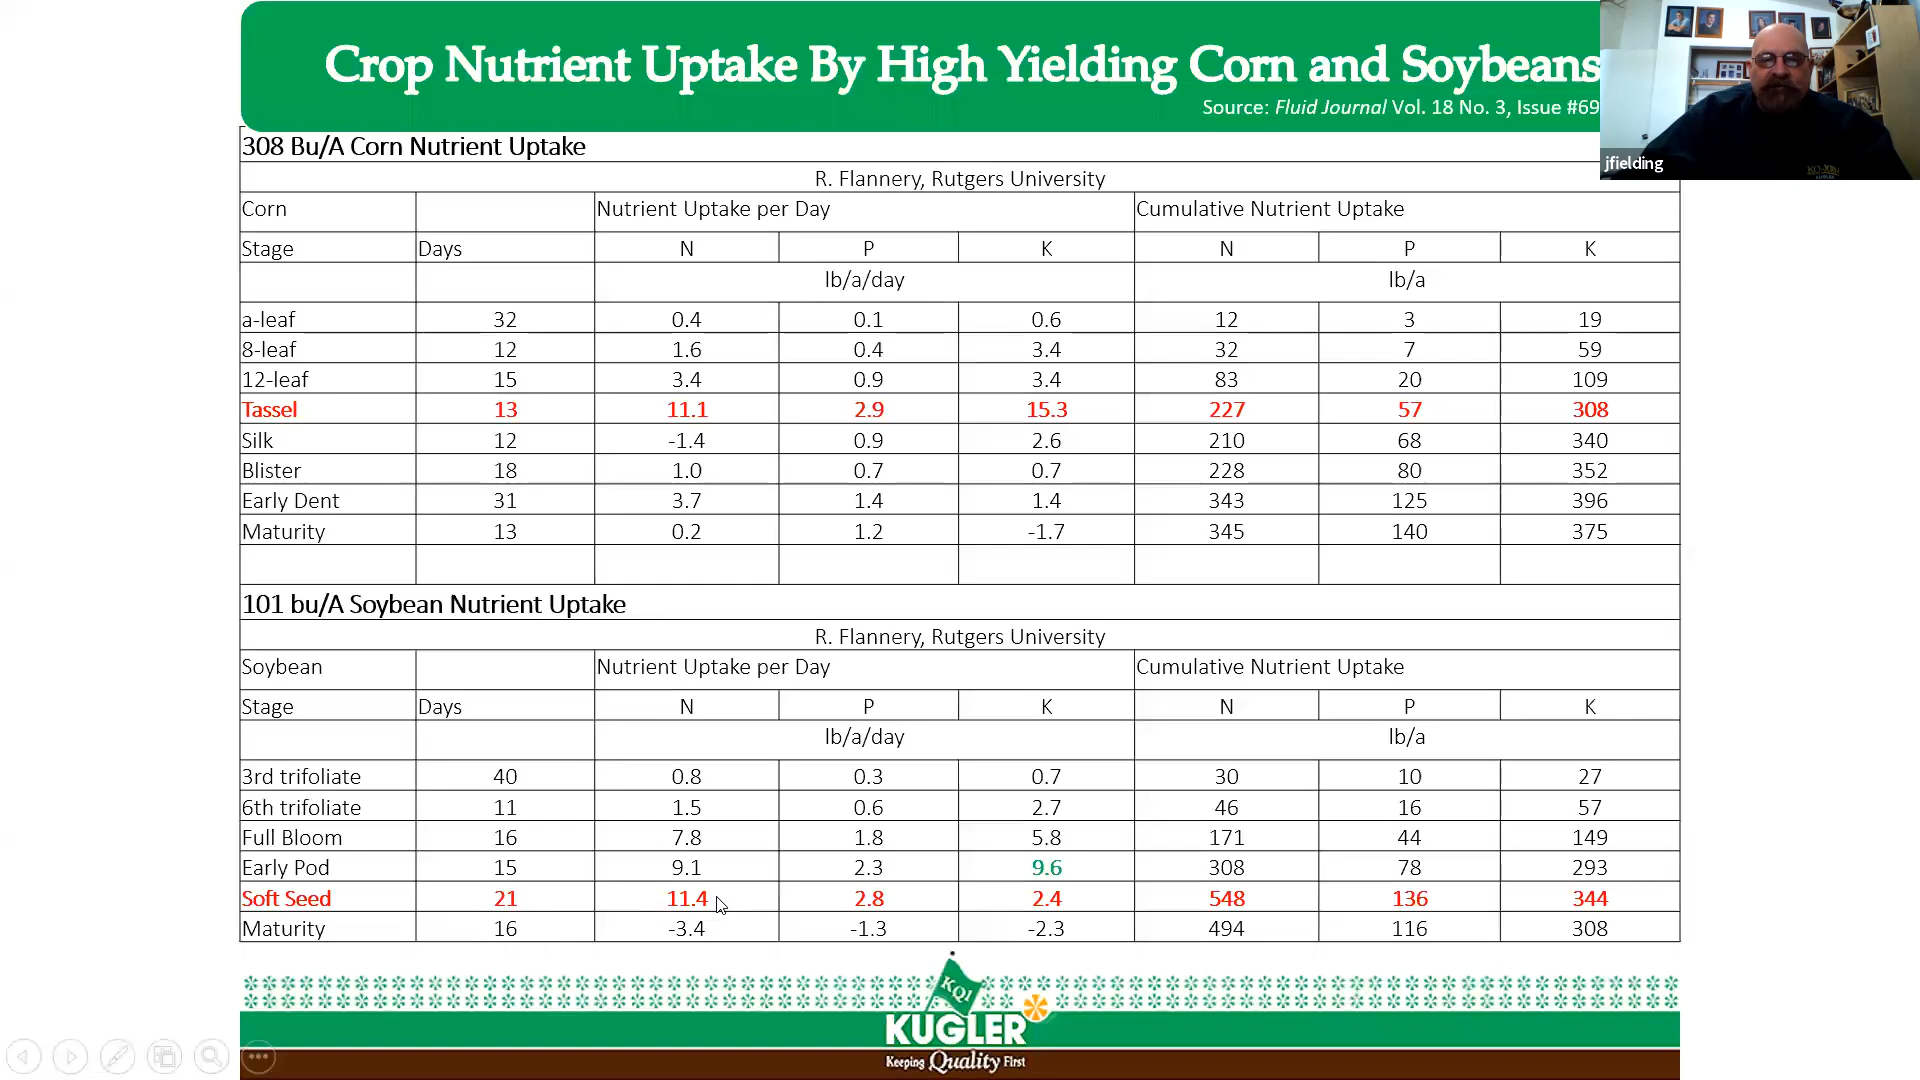 Crop Nutrient Uptake By High Yielding Corn and Soybeans
Source: Fluid Journal Vol. 18 No. 3, Issue #69
jfielding
308 Bu/A Corn Nutrient Uptake
R. Flannery, Rutgers University
Corn Nutrient Uptake per Day Cumulative Nutrient Uptake
Stage Days N P K N P K
lb/a/day lb/a
a-leaf 32 0.4 0.1 0.6 12 3 19
8-leaf 12 1.6 0.4 3.4 32 7 59
12-leaf 15 3.4 0.9 3.4 83 20 109
Tassel 13 11.1 2.9 15.3 227 57 308
Silk 12 -1.4 0.9 2.6 210 68 340
Blister 18 1.0 0.7 0.7 228 80 352
Early Dent 31 3.7 1.4 1.4 343 125 396
Maturity 13 0.2 1.2 -1.7 345 140 375
101 bu/A Soybean Nutrient Uptake
R. Flannery, Rutgers University
Soybean Nutrient Uptake per Day Cumulative Nutrient Uptake
Stage Days N P K N P K
lb/a/day lb/a
3rd trifoliate 40 0.8 0.3 0.7 30 10 27
6th trifoliate 11 1.5 0.6 2.7 46 16 57
Full Bloom 16 7.8 1.8 5.8 171 44 149
Early Pod 15 9.1 2.3 9.6 308 78 293
Soft Seed 21 11.4 2.8 2.4 548 136 344
Maturity 16 -3.4 -1.3 -2.3 494 116 308
KQ1
KUGLER
Keeping Quality First